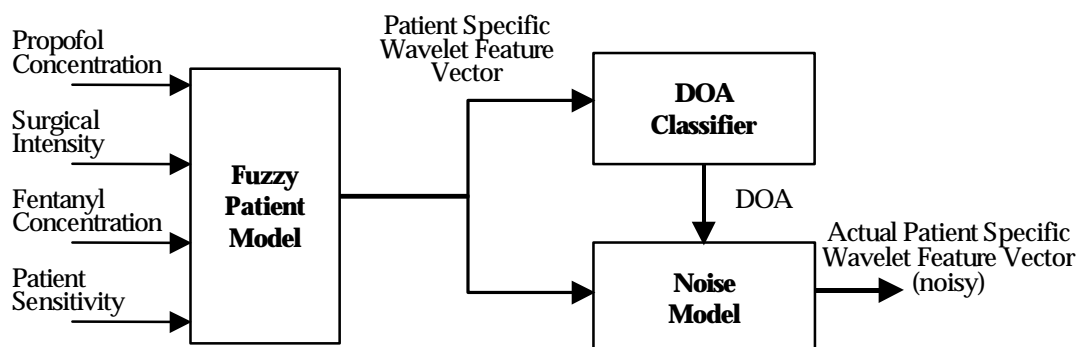 Propofol
Concentration
Surgical
Intensity
Fentanyl
Concentration
Patient
Sensitivity
Fuzzy
Patient
Model
Patient Specific
Wavelet Feature
Vector
DOA
Classifier
DOA
Noise
Model
Actual Patient Specific
Wavelet Feature Vector
(noisy)